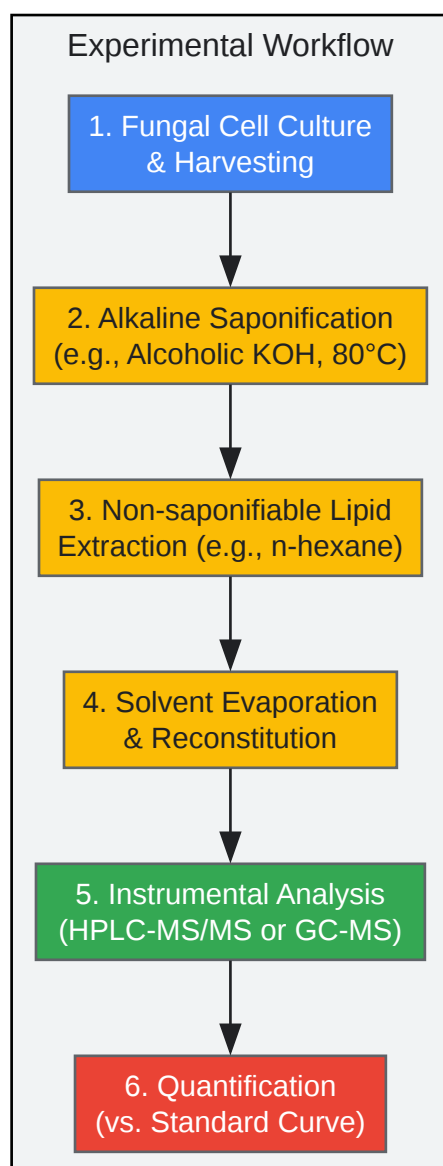 Experimental Workflow
1. Fungal Cell Culture
& Harvesting
2. Alkaline Saponification
(e.g., Alcoholic KOH, 80°C)
3. Non-saponifiable Lipid
Extraction (e.g., n-hexane)
4. Solvent Evaporation
& Reconstitution
5. Instrumental Analysis
(HPLC-MS/MS or GC-MS)
6. Quantification
(vs. Standard Curve)